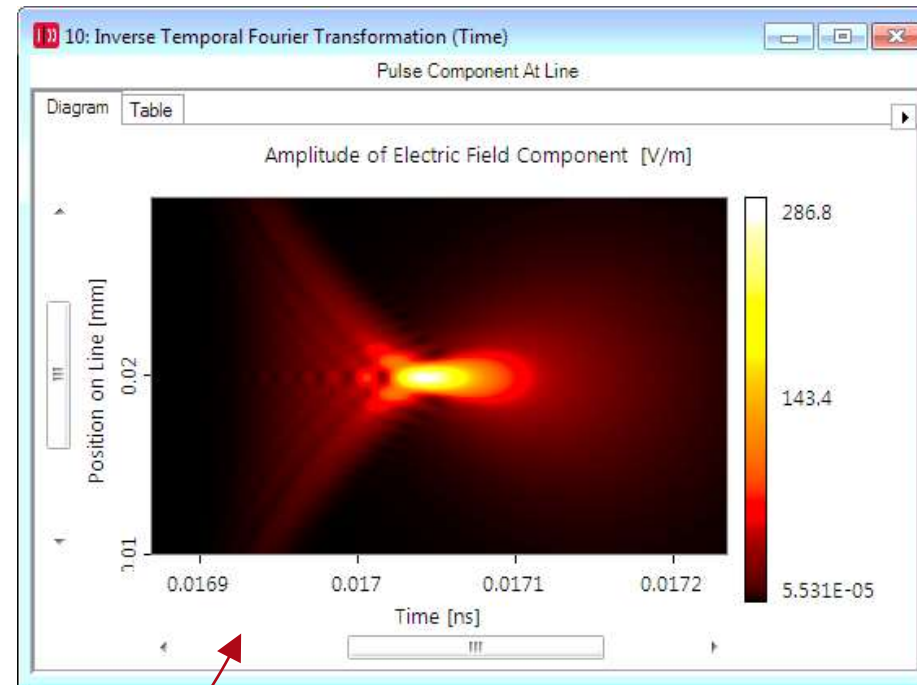 10: Inverse Temporal Fourier Transformation (Time)
Pulse Component At Line
Diagram Table
Amplitude of Electric Field Component [V/m]
286.8
143.4
5.531E-05
Position on Line [mm]
0.02
0.01
0.0169 0.017 0.0171 0.0172
Time [ns]